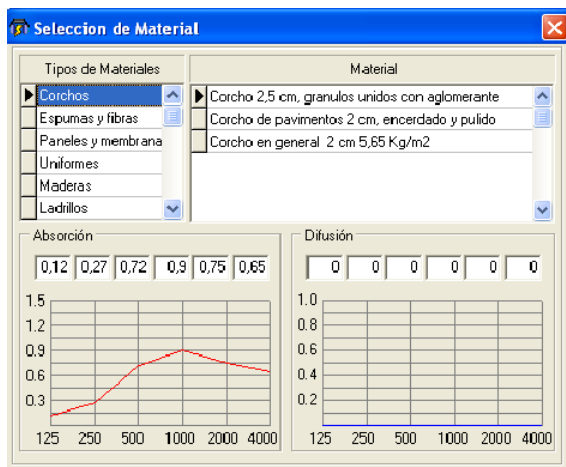 Seleccion de Material
Tipos de Materiales
Corchos
Espumas y fibras
Paneles y membrana
Uniformes
Maderas
Ladrillos
Material
Corcho 2,5 cm, granulos unidos con aglomerante
Corcho de pavimentos 2 cm, encerdado y pulido
Corcho en general 2 cm 5,65 Kg/m2
Absorción
0,12 0,27 0,72 0,9 0,75 0,65
1.5
1.2
0.9
0.6
0.3
125 250 500 1000 2000 4000
Difusión
0 0 0 0 0 0
1.0
0.8
0.6
0.4
0.2
125 250 500 1000 2000 4000